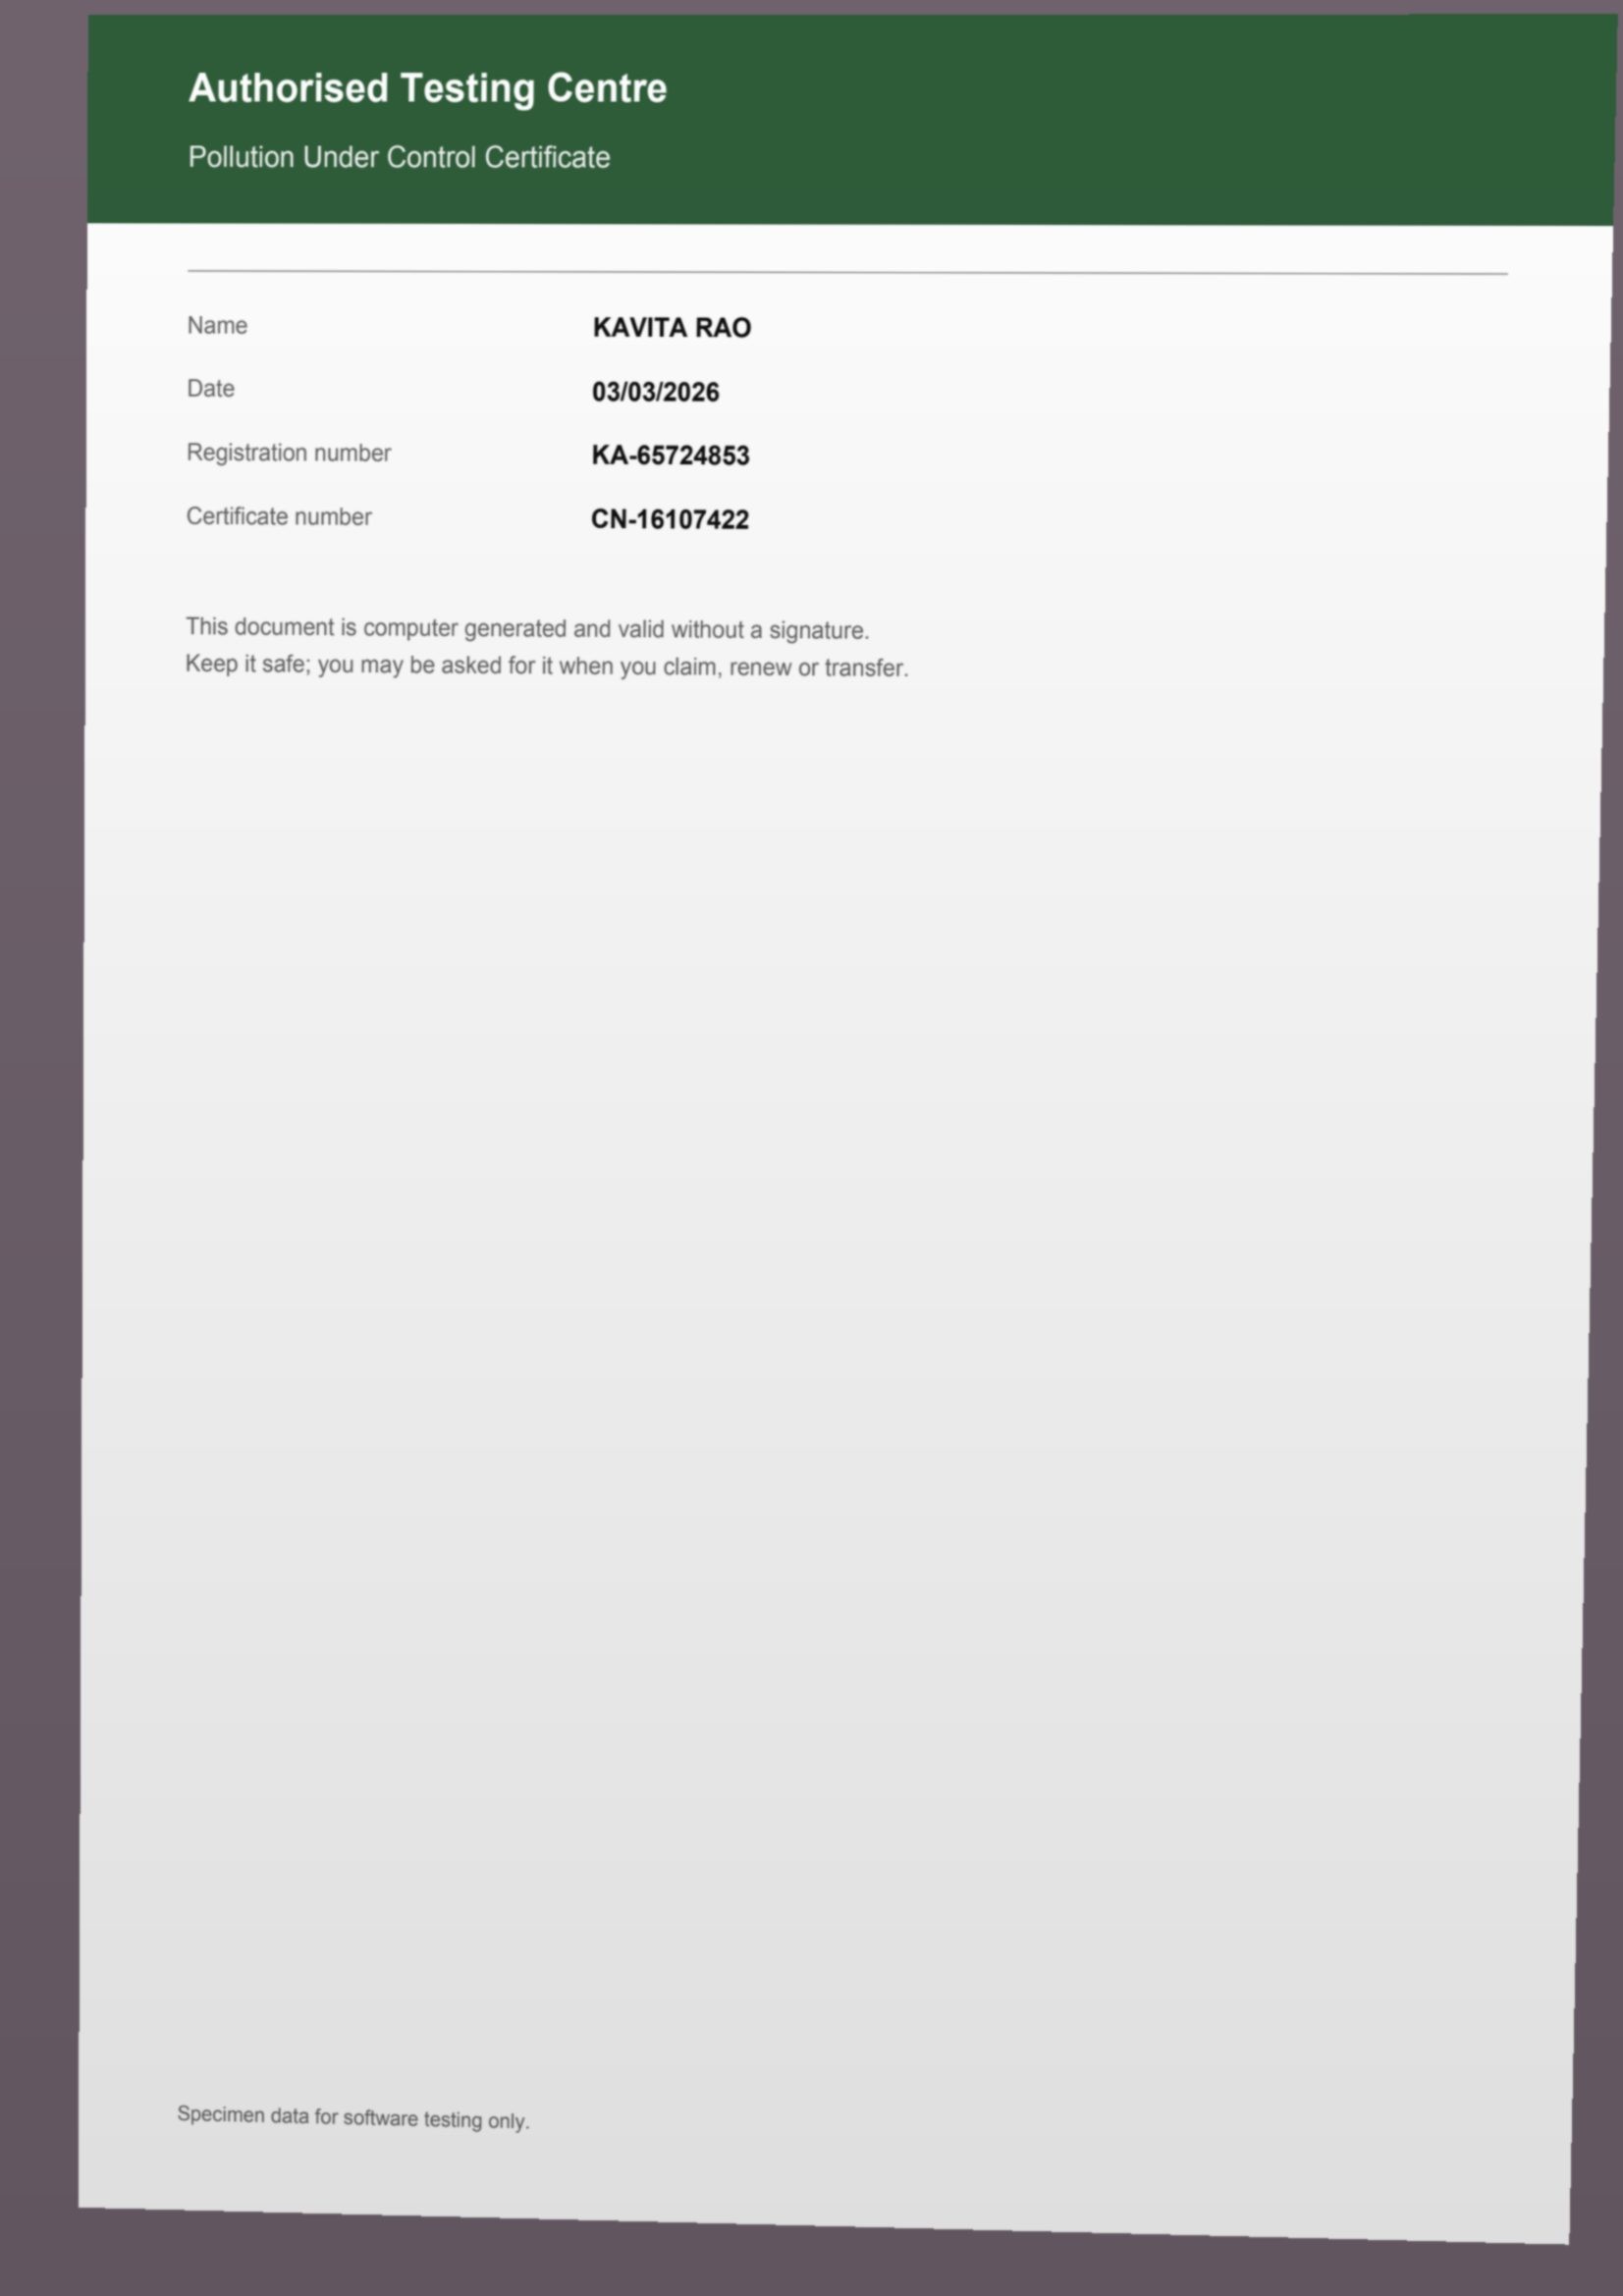 Authorised Testing Centre
Pollution Under Control Certificate
Name KAVITA RAO
Date 03/03/2026
Registration number KA-65724853
Certificate number CN-16107422
This document is computer generated and valid without a signature.
Keep it safe; you may be asked for it when you claim, renew or transfer.
Specimen data for software testing only.